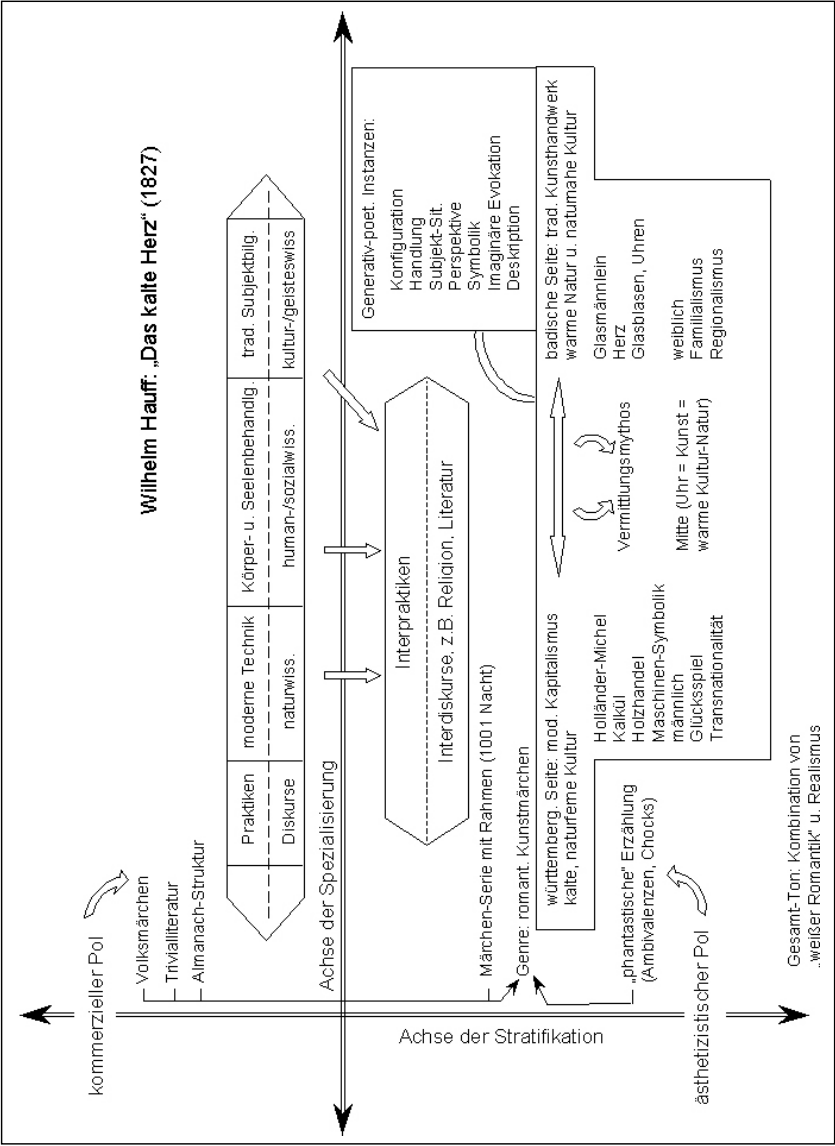 Wilhelm Hauff: „Das kalte Herz“ (1827)
kommerzieller Pol
Volksmärchen
Trivialliteratur
Almanach-Struktur
Praktiken
moderne Technik
Körper- u. Seelenbehandlg.
trad. Subjektbilg.
Diskurse
naturwiss.
human-/sozialwiss.
kultur-/geisteswiss
Achse der Spezialisierung
Generativ-poet. Instanzen:
Konfiguration
Handlung
Subjekt-Sit.
Perspektive
Symbolik
Imaginäre Evokation
Deskription
Interpraktiken
Interdiskurse, z.B. Religion, Literatur
Achse der Stratifikation
Märchen-Serie mit Rahmen (1001 Nacht)
Genre: romant. Kunstmärchen
württemberg. Seite: mod. Kapitalismus
kalte, naturferne Kultur
badische Seite: trad. Kunsthandwerk
warme Natur u. naturnahe Kultur
Holländer-Michel
Kalkül
Holzhandel
Maschinen-Symbolik
männlich
Glücksspiel
Transnationalität
Vermittlungsmythos
Mitte (Uhr = Kunst =
warme Kultur-Natur)
Glasmännlein
Herz
Glasblasen, Uhren
weiblich
Familialismus
Regionalismus
„phantastische“ Erzählung
(Ambivalenzen, Chocks)
ästhetizistischer Pol
Gesamt-Ton: Kombination von
„weißer Romantik“ u. Realismus